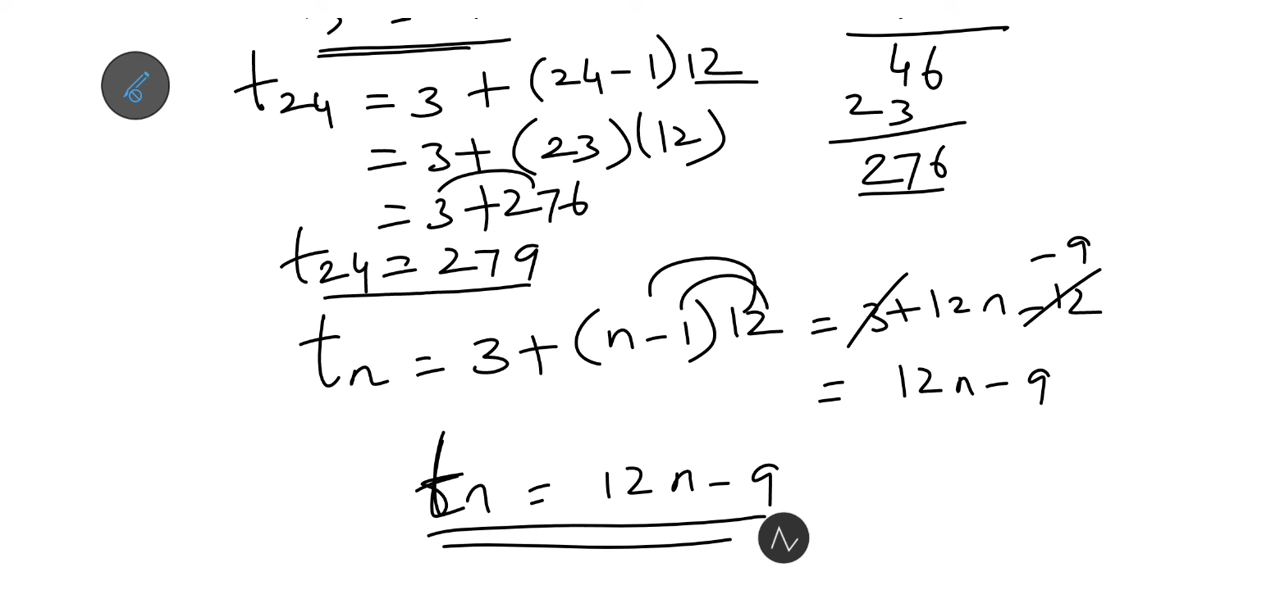 t24 = 3 + (24-1)12
= 3 + (23)(12)
= 3 + 276
t24 = 279
46
23
276
tn = 3 + (n-1)12 = 3 + 12n - 12
-9
= 12n - 9
tn = 12n - 9